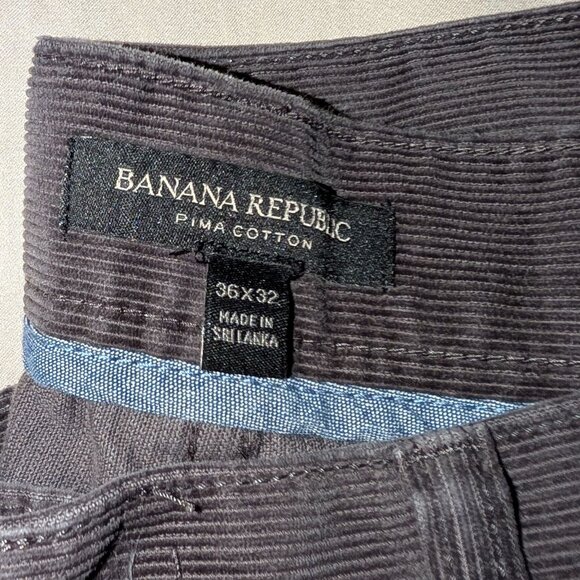 BANANA REPUBLIC
PIMA COTTON
36X32
MADE IN
SRI LANKA